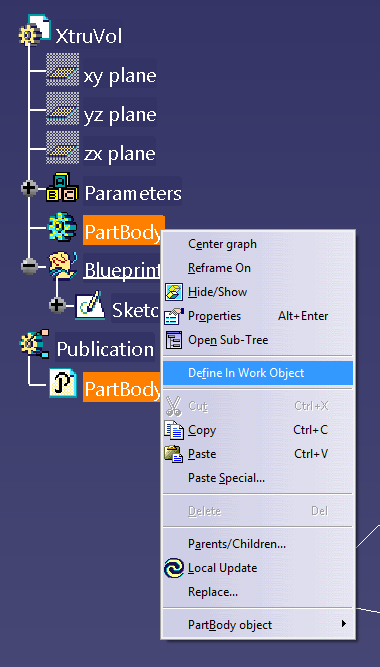 XtruVol
xy plane
yz plane
zx plane
Parameters
PartBody
Blueprint
Sketc
Publication
PartBody
Center graph
Reframe On
Hide/Show
Properties Alt+Enter
Open Sub-Tree
Define In Work Object
Cut Ctrl+X
Copy Ctrl+C
Paste Ctrl+V
Paste Special...
Delete Del
Parents/Children...
Local Update
Replace...
PartBody object